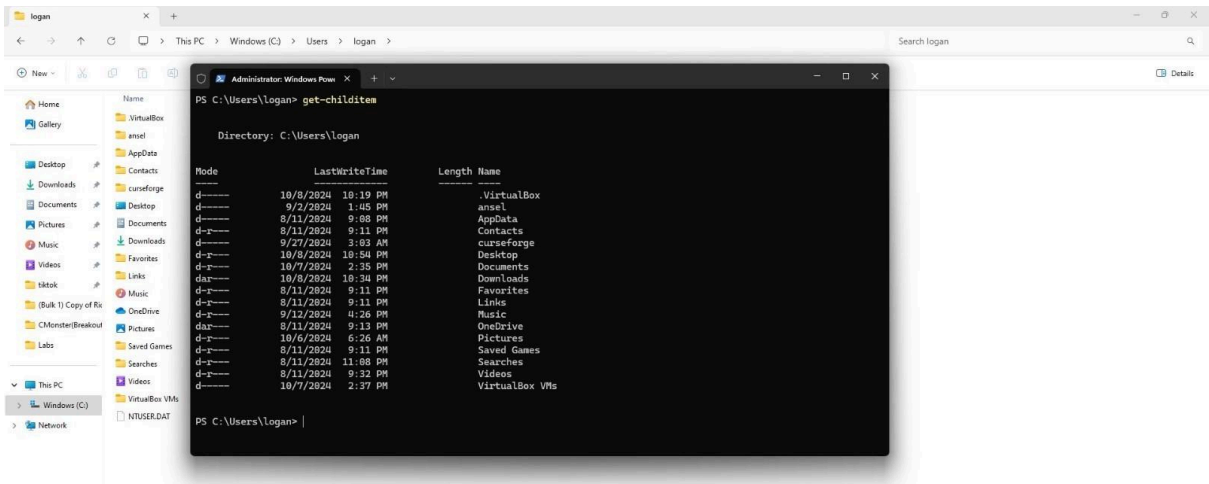 logan
This PC > Windows (C:) > Users > logan >
Search logan
New
Details
Home
Gallery
Desktop
Downloads
Documents
Pictures
Music
Videos
tiktok
(Bulk 1) Copy of Ric
CMonster(Breakout
Labs
This PC
Windows (C:)
Network
Name
.VirtualBox
ansel
AppData
Contacts
curseforge
Desktop
Documents
Downloads
Favorites
Links
Music
OneDrive
Pictures
Saved Games
Searches
Videos
VirtualBox VMs
NTUSER.DAT
Administrator: Windows Powe
PS C:\Users\logan> get-childitem
Directory: C:\Users\logan
Mode LastWriteTime Length Name
---- ------------- ------ ----
d----- 10/8/2024 10:19 PM .VirtualBox
d----- 9/2/2024 1:45 PM ansel
d----- 8/11/2024 9:08 PM AppData
d-r--- 8/11/2024 9:11 PM Contacts
d----- 9/27/2024 3:03 AM curseforge
d-r--- 10/8/2024 10:54 PM Desktop
d-r--- 10/7/2024 2:35 PM Documents
dar--- 10/8/2024 10:34 PM Downloads
d-r--- 8/11/2024 9:11 PM Favorites
d-r--- 8/11/2024 9:11 PM Links
d-r--- 9/12/2024 4:26 PM Music
dar--- 8/11/2024 9:13 PM OneDrive
d-r--- 10/6/2024 6:26 AM Pictures
d-r--- 8/11/2024 9:11 PM Saved Games
d-r--- 8/11/2024 11:08 PM Searches
d-r--- 8/11/2024 9:32 PM Videos
d----- 10/7/2024 2:37 PM VirtualBox VMs
PS C:\Users\logan>